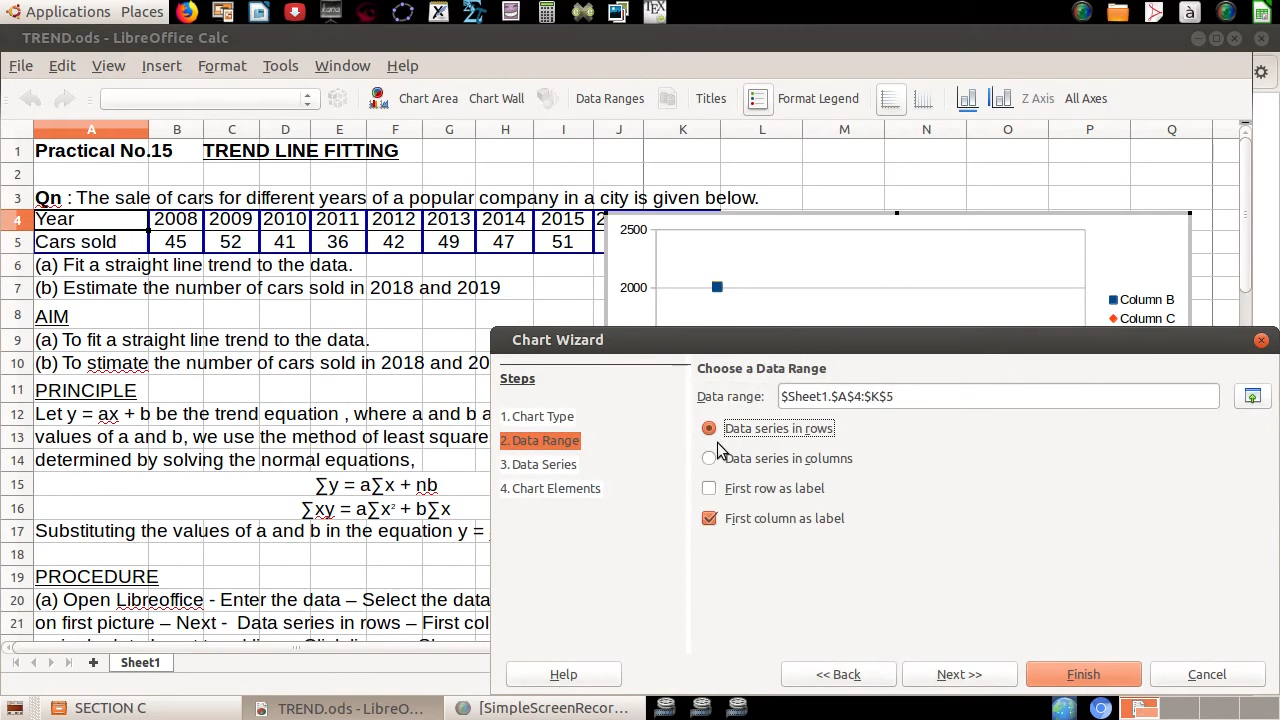 Applications Places
TREND.ods - LibreOffice Calc
File Edit View Insert Format Tools Window Help
Chart Area Chart Wall Data Ranges Titles Format Legend Z Axis All Axes
A B C D E F G H I J K L M N O P Q
1 Practical No.15 TREND LINE FITTING
2
3 Qn : The sale of cars for different years of a popular company in a city is given below.
4 Year 2008 2009 2010 2011 2012 2013 2014 2015 2
5 Cars sold 45 52 41 36 42 49 47 51
6 (a) Fit a straight line trend to the data.
7 (b) Estimate the number of cars sold in 2018 and 2019
8 AIM
9 (a) To fit a straight line trend to the data.
10 (b) To stimate the number of cars sold in 2018 and 20
11 PRINCIPLE
12 Let y = ax + b be the trend equation , where a and b a
13 values of a and b, we use the method of least square
14 determined by solving the normal equations,
15 ∑y = a∑x + nb
16 ∑xy = a∑x² + b∑x
17 Substituting the values of a and b in the equation y =
18
19 PROCEDURE
20 (a) Open Libreoffice - Enter the data – Select the data
21 on first picture – Next - Data series in rows – First col
2500
2000
Column B
Column C
Chart Wizard
Steps
1. Chart Type
2. Data Range
3. Data Series
4. Chart Elements
Choose a Data Range
Data range: $Sheet1.$A$4:$K$5
Data series in rows
Data series in columns
First row as label
First column as label
Help << Back Next >> Finish Cancel
Sheet1
SECTION C TREND.ods - LibreO... [SimpleScreenRecor...